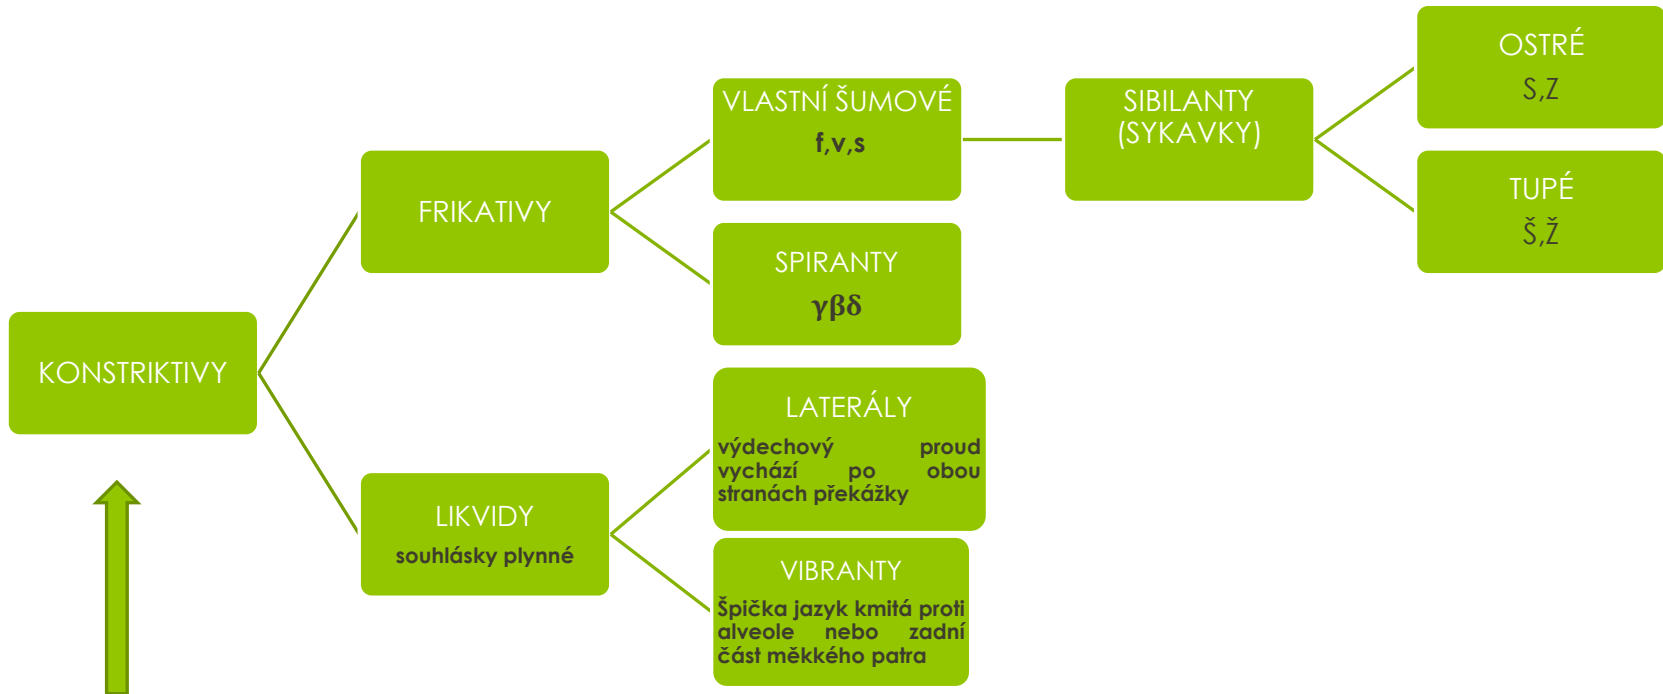 KONSTRIKTIVY
FRIKATIVY
VLASTNÍ ŠUMOVÉ
f,v,s
SIBILANTY
(SYKAVKY)
OSTRÉ
S,Z
TUPÉ
Š,Ž
SPIRANTY
γβδ
LIKVIDY
souhlásky plynné
LATERÁLY
výdechový proud
vychází po obou
stranách překážky
VIBRANTY
Špička jazyk kmitá proti
alveole nebo zadní
část měkkého patra